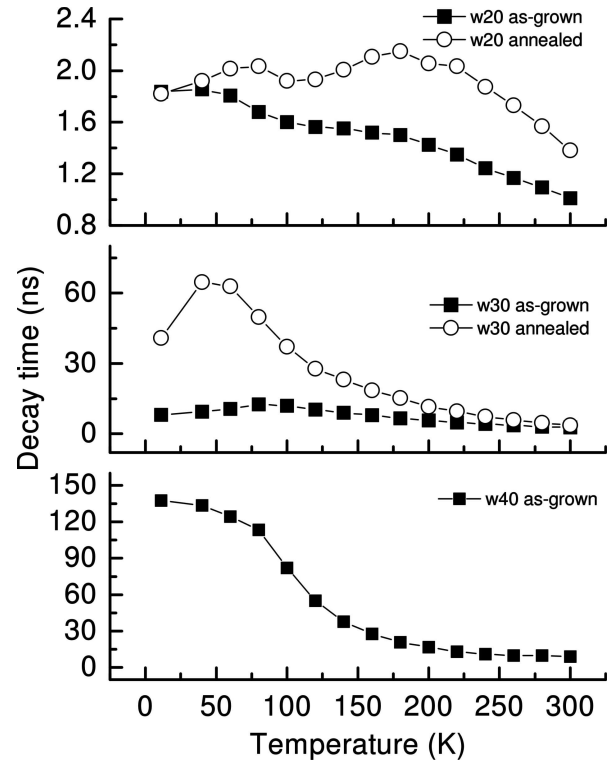 w20 as-grown
w20 annealed
2.4
2.0
1.6
1.2
0.8
w30 as-grown
w30 annealed
60
30
0
Decay time (ns)
w40 as-grown
150
120
90
60
30
0
0 50 100 150 200 250 300
Temperature (K)